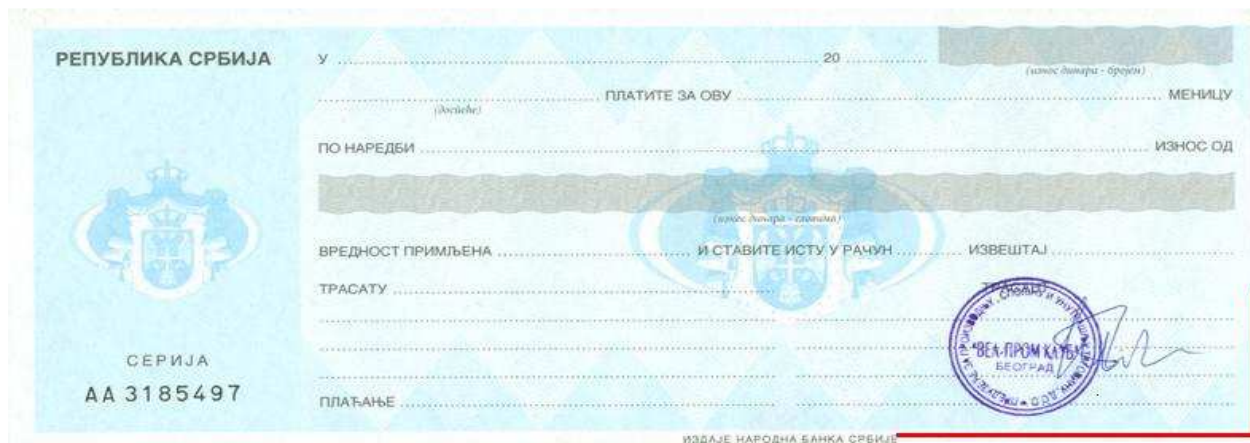 РЕПУБЛИКА СРБИЈА
У 20
(износ динара - бројем)
(доспеће)
ПЛАТИТЕ ЗА ОВУ МЕНИЦУ
ПО НАРЕДБИ ИЗНОС ОД
(износ динара - словима)
ВРЕДНОСТ ПРИМЉЕНА И СТАВИТЕ ИСТУ У РАЧУН ИЗВЕШТАЈ
ТРАСАТУ
СЕРИЈА
АА 3185497
"ВЕЛ-ПРОМ КЛУБ"
БЕОГРАД
ПЛАЋАЊЕ
ИЗДАЈЕ НАРОДНА БАНКА СРБИЈЕ